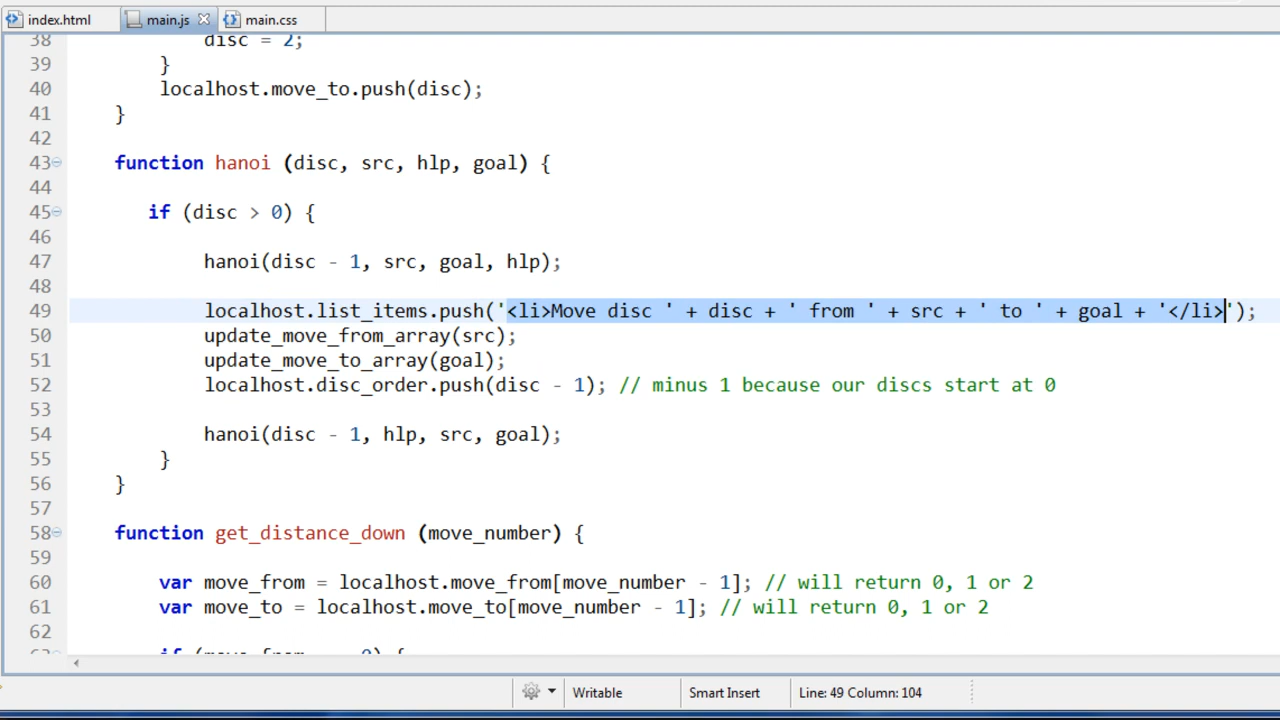 index.html main.js main.css
38 disc = 2;
39 }
40 localhost.move_to.push(disc);
41 }
42
43 function hanoi (disc, src, hlp, goal) {
44
45 if (disc > 0) {
46
47 hanoi(disc - 1, src, goal, hlp);
48
49 localhost.list_items.push('<li>Move disc ' + disc + ' from ' + src + ' to ' + goal + '</li>');
50 update_move_from_array(src);
51 update_move_to_array(goal);
52 localhost.disc_order.push(disc - 1); // minus 1 because our discs start at 0
53
54 hanoi(disc - 1, hlp, src, goal);
55 }
56 }
57
58 function get_distance_down (move_number) {
59
60 var move_from = localhost.move_from[move_number - 1]; // will return 0, 1 or 2
61 var move_to = localhost.move_to[move_number - 1]; // will return 0, 1 or 2
62
Writable Smart Insert Line: 49 Column: 104